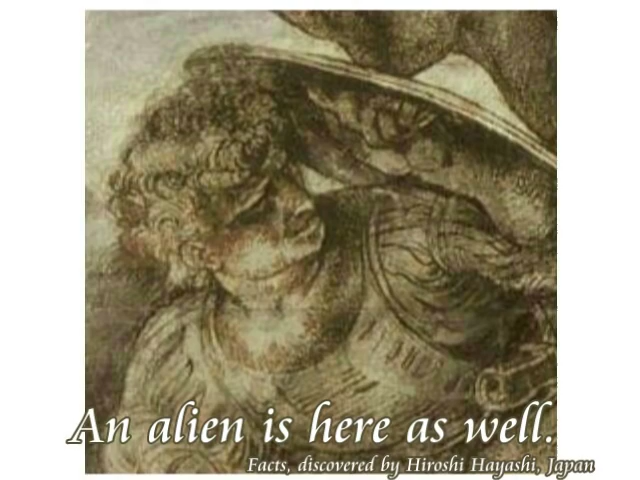 An alien is here as well.
Facts, discovered by Hiroshi Hayashi, Japan